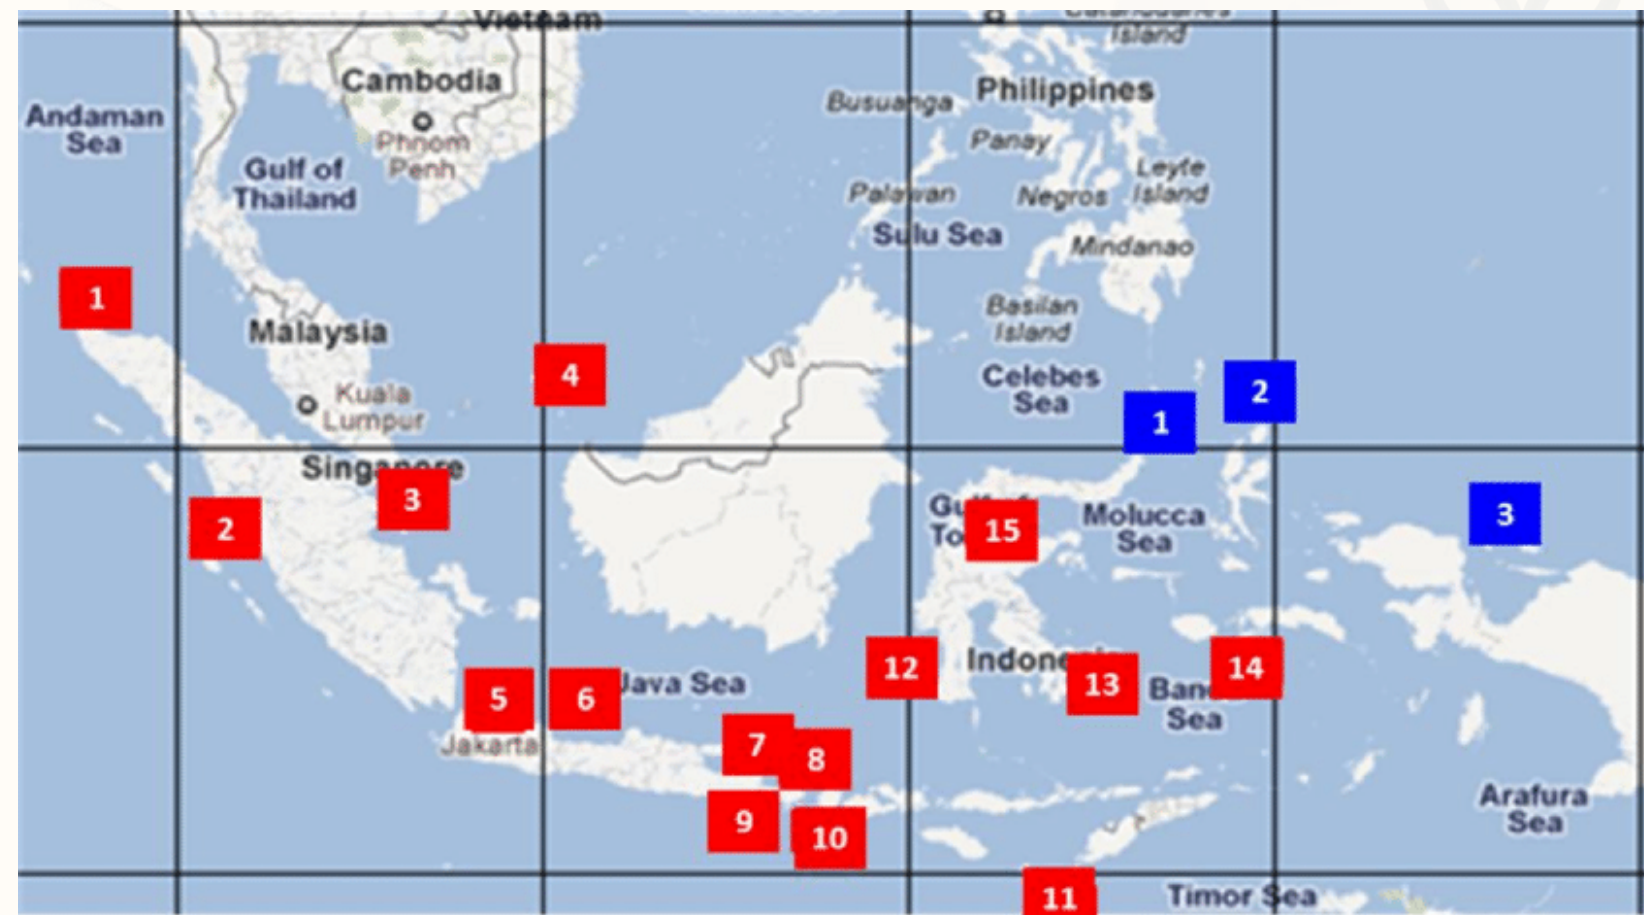 Vietnam
Catanduanes
Island
Cambodia
Philippines
Busuanga
Andaman
Sea
Phnom
Penh
Panay
Gulf of
Thailand
Leyte
Island
Palawan
Negros
Sulu Sea
Mindanao
1
Basilan
Island
Malaysia
4
Celebes
Sea
2
Kuala
Lumpur
1
Singapore
3
2
15
Molucca
Sea
3
12
Indonesia
13
14
Sea
5
6
Java Sea
Jakarta
7
8
9
10
Arafura
Sea
11
Timor Sea